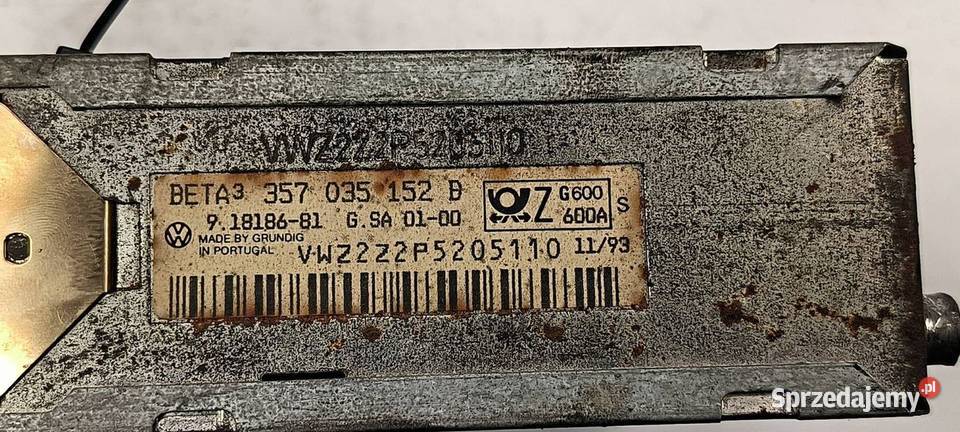 VWZ2Z2P5205110
BETA3 357 035 152 B
9.18186-81 G.SA 01-00
MADE BY GRUNDIG
IN PORTUGAL
VWZ2Z2P5205110 11/93
Z G600 S
600A
Sprzedajemy.pl